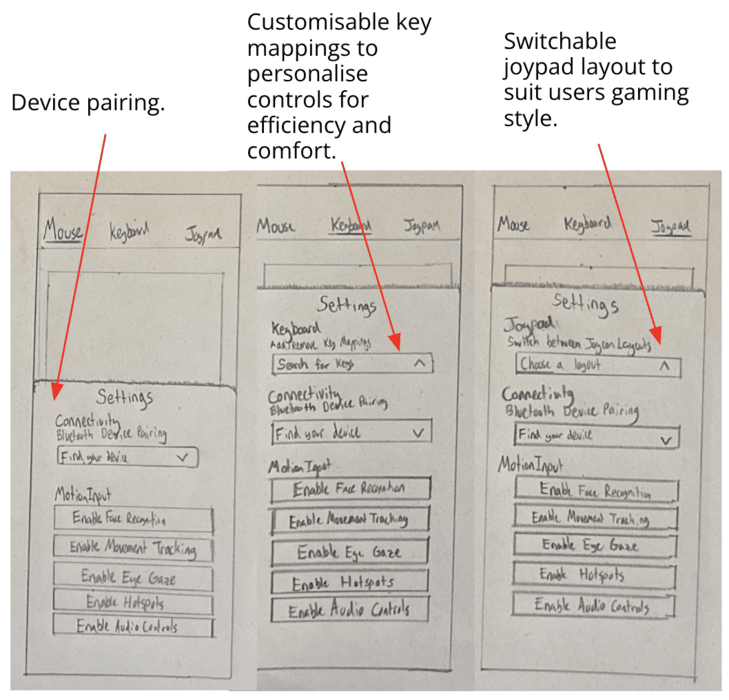 Device pairing.
Customisable key
mappings to
personalise
controls for
efficiency and
comfort.
Switchable
joypad layout to
suit users gaming
style.
Mouse Keyboard Joypad
Settings
Connectivity
Bluetooth Device Pairing
Find your device
MotionInput
Enable Face Recognition
Enable Movement Tracking
Enable Eye Gaze
Enable Hotspots
Enable Audio Controls
Mouse Keyboard Joypad
Settings
Keyboard
Add/Remove Key Mappings
Search for Keys
Connectivity
Bluetooth Device Pairing
Find your device
MotionInput
Enable Face Recognition
Enable Movement Tracking
Enable Eye Gaze
Enable Hotspots
Enable Audio Controls
Mouse Keyboard Joypad
Settings
Joypad
Switch between Joycon Layouts
Choose a layout
Connectivity
Bluetooth Device Pairing
Find your device
MotionInput
Enable Face Recognition
Enable Movement Tracking
Enable Eye Gaze
Enable Hotspots
Enable Audio Controls